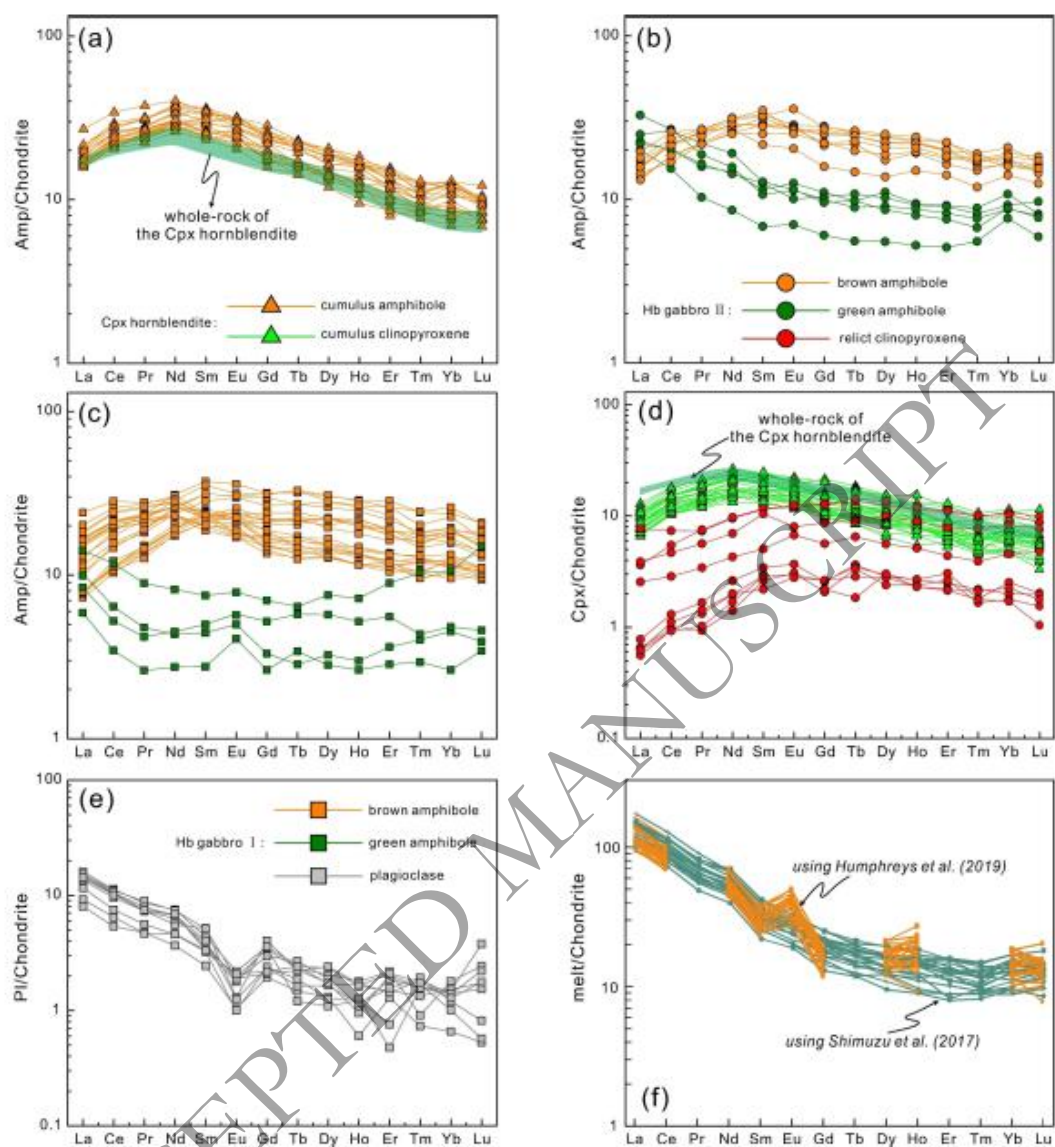 (a)
100
10
1
Amp/Chondrite
whole-rock of
the Cpx hornblendite
Cpx hornblendite:
cumulus amphibole
cumulus clinopyroxene
La Ce Pr Nd Sm Eu Gd Tb Dy Ho Er Tm Yb Lu
(b)
100
10
1
Amp/Chondrite
Hb gabbro Ⅱ:
brown amphibole
green amphibole
relict clinopyroxene
La Ce Pr Nd Sm Eu Gd Tb Dy Ho Er Tm Yb Lu
(c)
100
10
1
Amp/Chondrite
La Ce Pr Nd Sm Eu Gd Tb Dy Ho Er Tm Yb Lu
(d)
100
10
1
0.1
Cpx/Chondrite
whole-rock of
the Cpx hornblendite
La Ce Pr Nd Sm Eu Gd Tb Dy Ho Er Tm Yb Lu
(e)
100
10
1
0.1
Pl/Chondrite
Hb gabbro Ⅰ:
brown amphibole
green amphibole
plagioclase
La Ce Pr Nd Sm Eu Gd Tb Dy Ho Er Tm Yb Lu
(f)
100
10
1
melt/Chondrite
using Humphreys et al. (2019)
using Shimuzu et al. (2017)
La Ce Pr Nd Sm Eu Gd Tb Dy Ho Er Tm Yb Lu
EPTED MANUSCRIPT